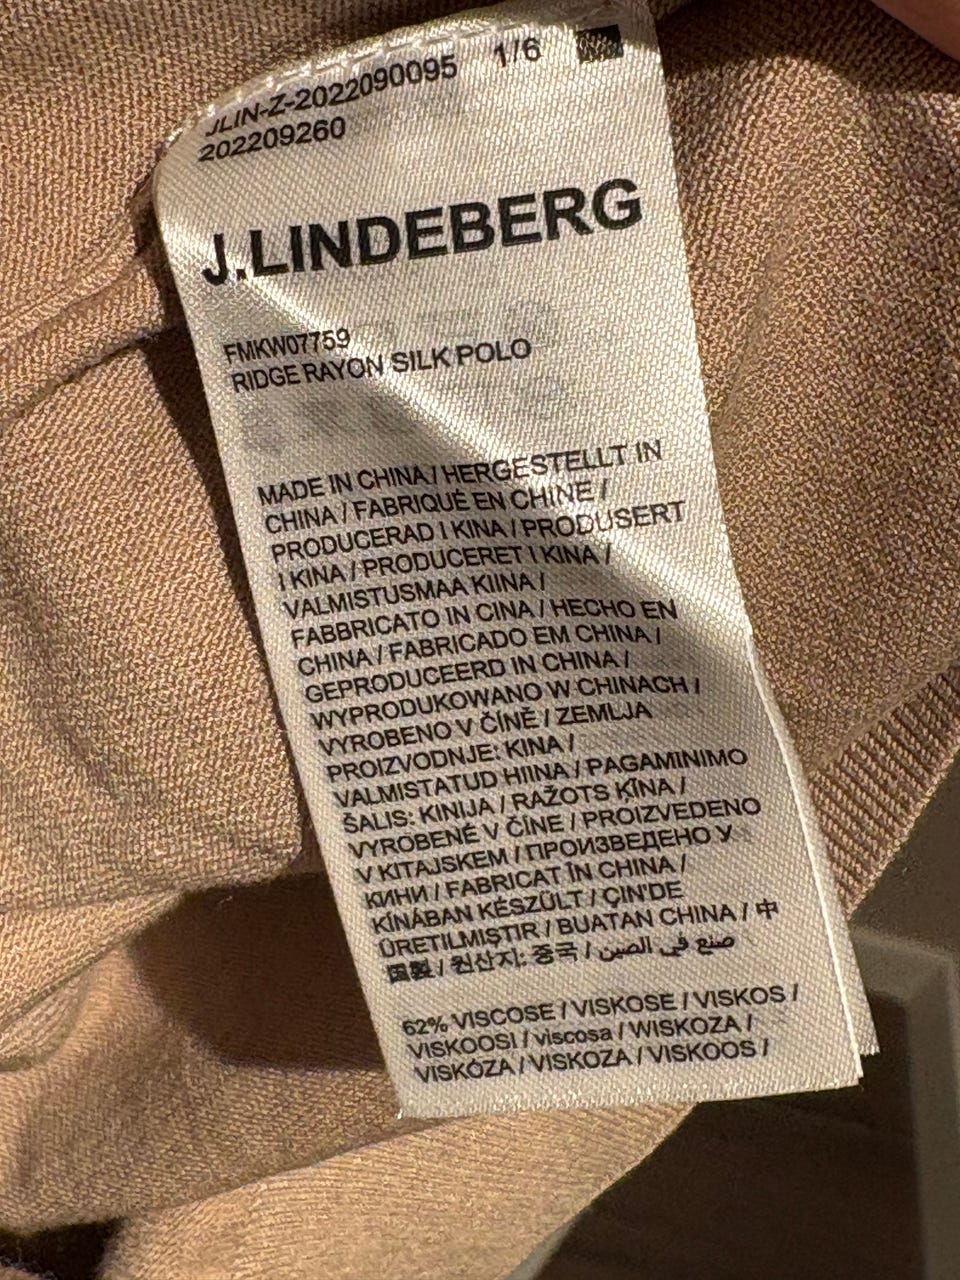 JLIN-Z-2022090095 1/6
202209260
J.LINDEBERG
FMKW07759
RIDGE RAYON SILK POLO
MADE IN CHINA / HERGESTELLT IN
CHINA / FABRIQUÉ EN CHINE /
PRODUCERAD I KINA / PRODUSERT
I KINA / PRODUCERET I KINA /
VALMISTUSMAA KIINA /
FABBRICATO IN CINA / HECHO EN
CHINA / FABRICADO EM CHINA /
GEPRODUCEERD IN CHINA /
WYPRODUKOWANO W CHINACH /
VYROBENO V ČÍNĚ / ZEMLJA
PROIZVODNJE: KINA /
VALMISTATUD HIINA / PAGAMINIMO
ŠALIS: KINIJA / RAŽOTS ĶĪNA /
VYROBENÉ V ČÍNE / PROIZVEDENO
V KITAJSKEM / ПРОИЗВЕДЕНО У
КИНИ / FABRICAT ÎN CHINA /
KÍNÁBAN KÉSZÜLT / ÇIN'DE
ÜRETILMIŞTIR / BUATAN CHINA / 中
国製 / 원산지: 중국 / صنع في الصين
62% VISCOSE / VISKOSE / VISKOS /
VISKOOSI / viscosa / WISKOZA /
VISKÓZA / VISKOZA / VISKOOS /